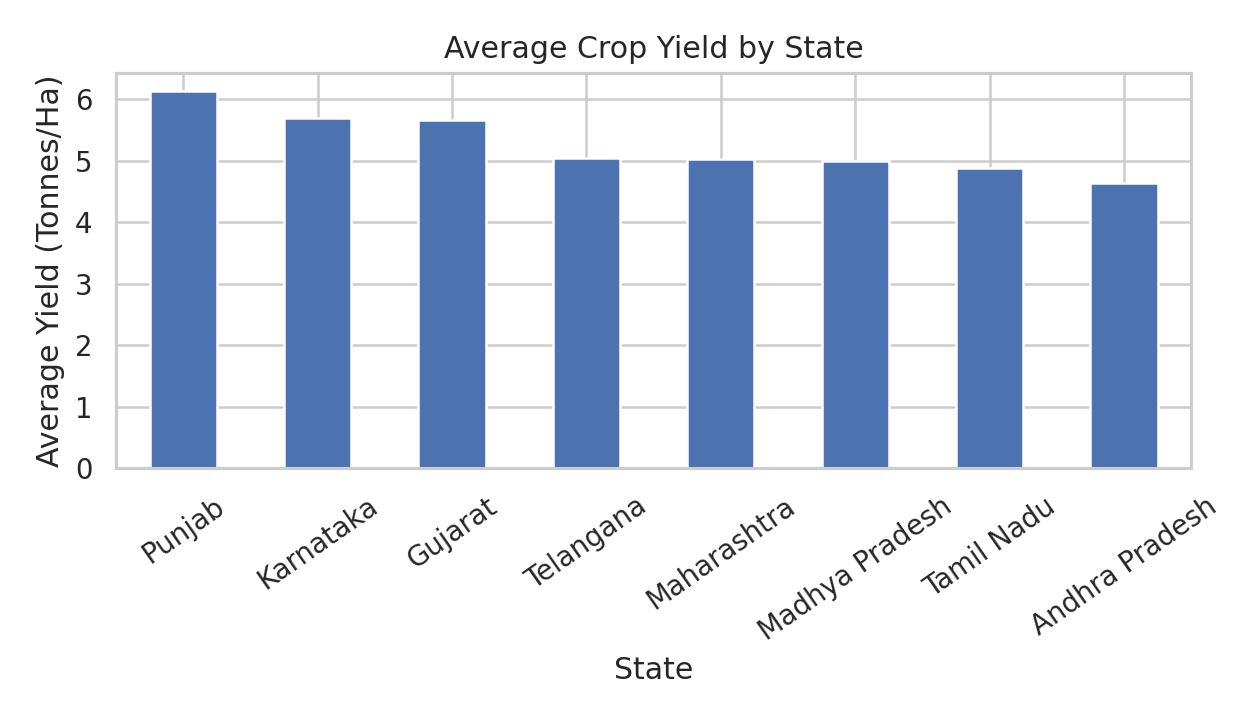 Average Crop Yield by State
Average Yield (Tonnes/Ha)
6
5
4
3
2
1
0
Punjab
Karnataka
Gujarat
Telangana
Maharashtra
Madhya Pradesh
Tamil Nadu
Andhra Pradesh
State